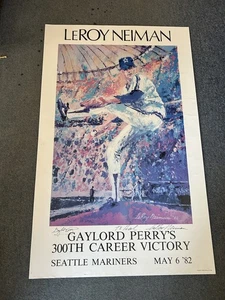 LEROY NEIMAN
GAYLORD PERRY'S
300TH CAREER VICTORY
SEATTLE MARINERS MAY 6 '82